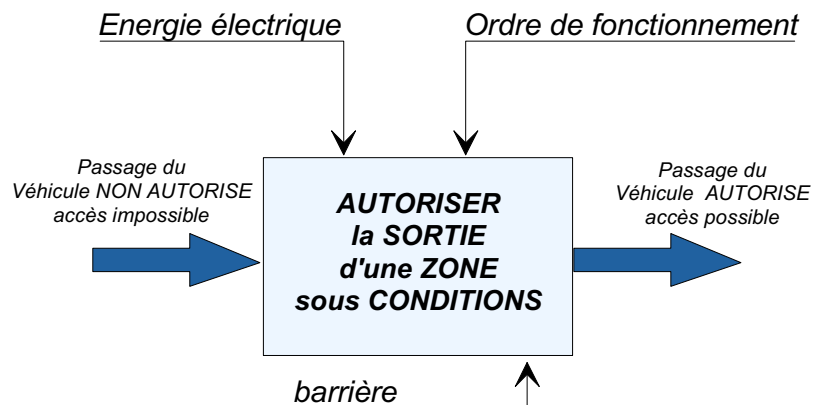 Energie électrique
Ordre de fonctionnement
Passage du
Véhicule NON AUTORISE
accès impossible
AUTORISER
la SORTIE
d'une ZONE
sous CONDITIONS
Passage du
Véhicule AUTORISE
accès possible
barrière